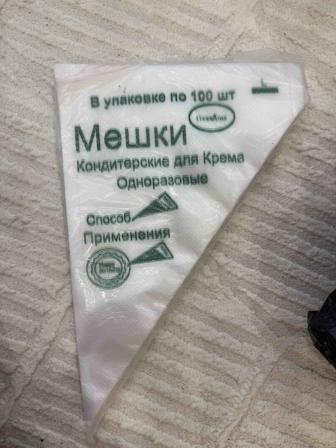 В упаковке по 100 шт
Мешки
Кондитерские для Крема
Одноразовые
Способ
Применения